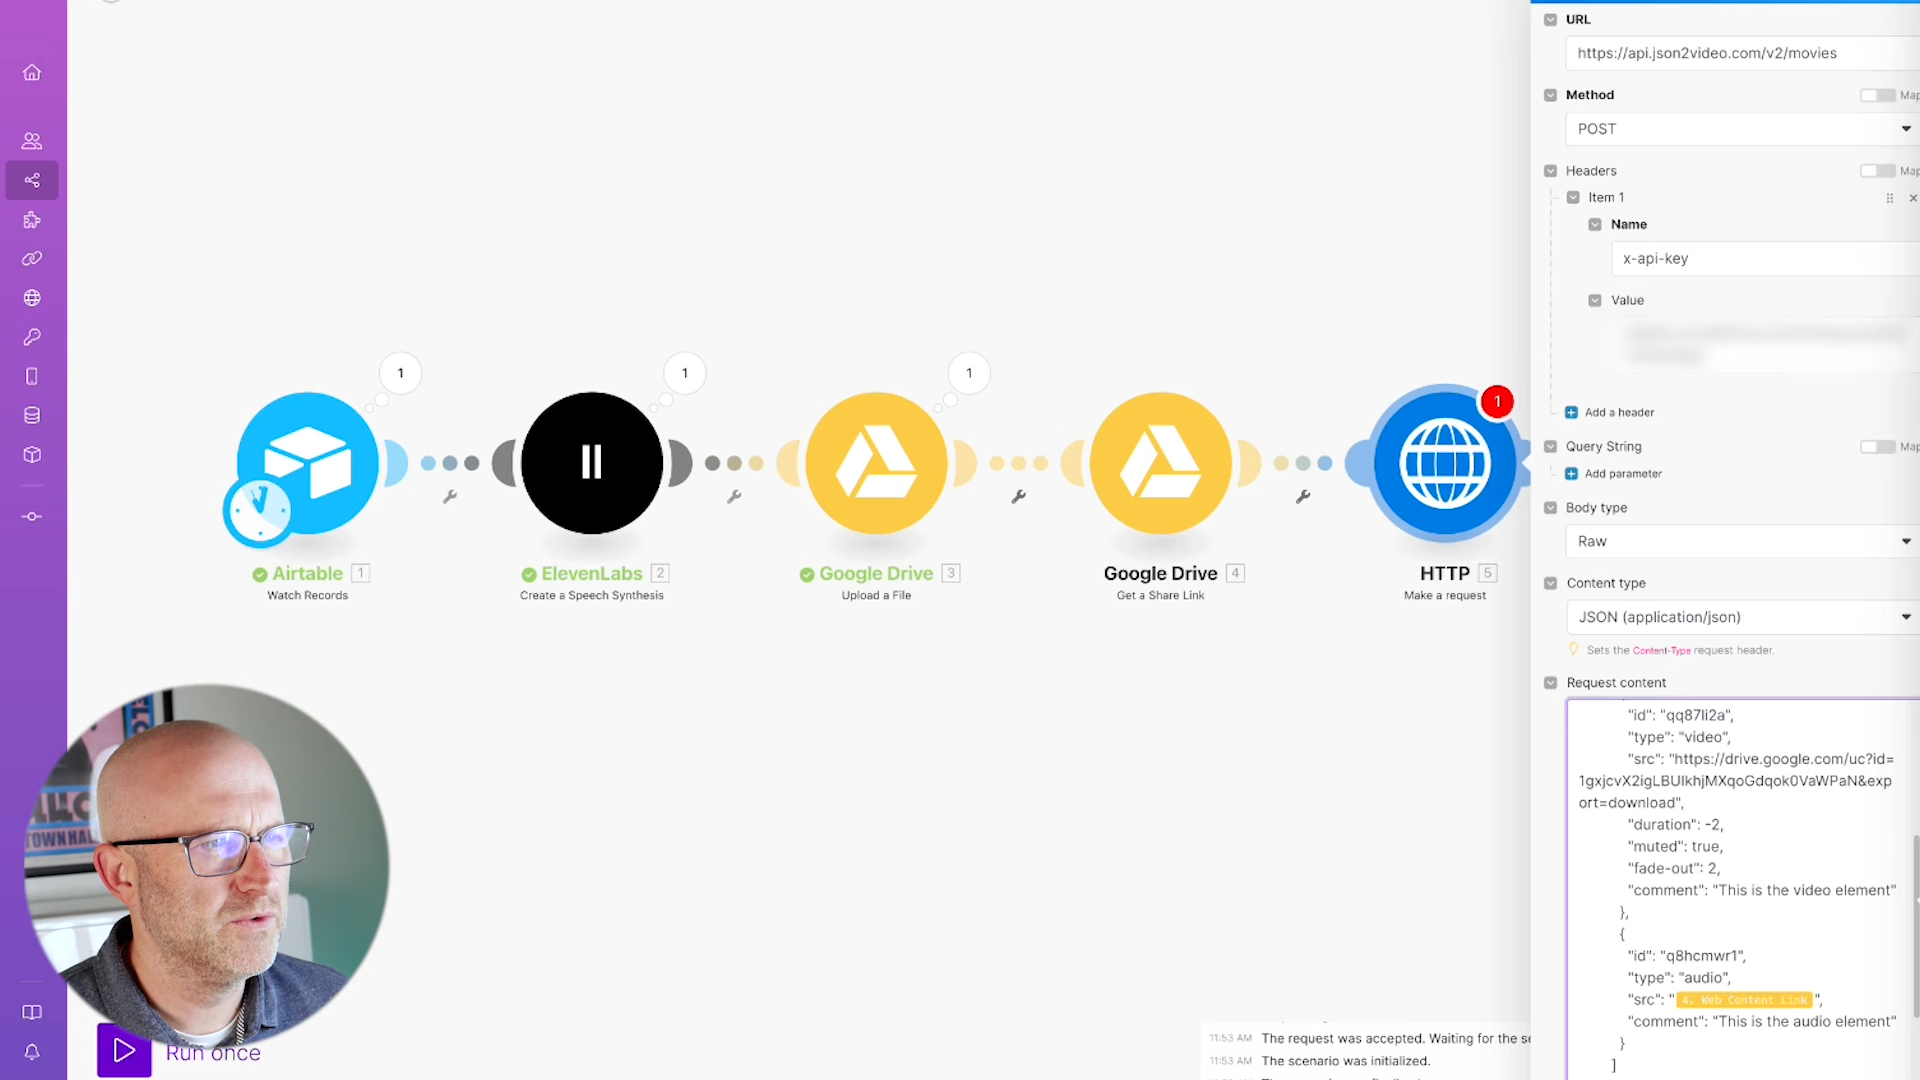 URL
https://api.json2video.com/v2/movies
Method
Map
POST
Headers
Map
Item 1
Name
x-api-key
Value
Add a header
Query String
Map
Add parameter
Body type
Raw
Content type
JSON (application/json)
Sets the Content-Type request header.
Request content
"id": "qq87li2a",
"type": "video",
"src": "https://drive.google.com/uc?id=
1gxjcvX2igLBUIkhjMXqoGdqok0VaWPaN&exp
ort=download",
"duration": -2,
"muted": true,
"fade-out": 2,
"comment": "This is the video element"
},
{
"id": "q8hcmwr1",
"type": "audio",
"src": "4. Web Content Link",
"comment": "This is the audio element"
}
]
1
1
1
1
Airtable 1
Watch Records
ElevenLabs 2
Create a Speech Synthesis
Google Drive 3
Upload a File
Google Drive 4
Get a Share Link
HTTP 5
Make a request
TOWNHALL
Run once
11:53 AM The request was accepted. Waiting for the se
11:53 AM The scenario was initialized.